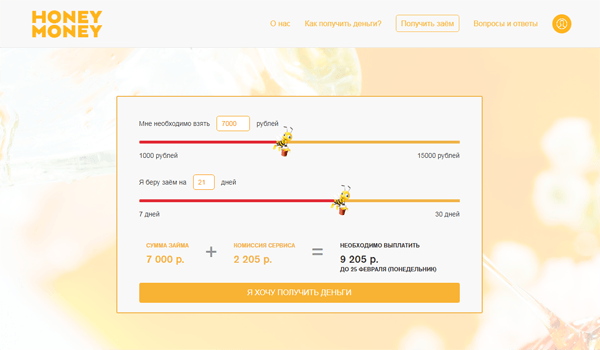 HONEY
MONEY
О нас
Как получить деньги?
Получить заём
Вопросы и ответы
Мне необходимо взять 7000 рублей
1000 рублей 15000 рублей
Я беру заём на 21 дней
7 дней 30 дней
СУММА ЗАЙМА + КОМИССИЯ СЕРВИСА = НЕОБХОДИМО ВЫПЛАТИТЬ
7 000 р. 2 205 р. 9 205 р.
ДО 25 ФЕВРАЛЯ (ПОНЕДЕЛЬНИК)
Я ХОЧУ ПОЛУЧИТЬ ДЕНЬГИ